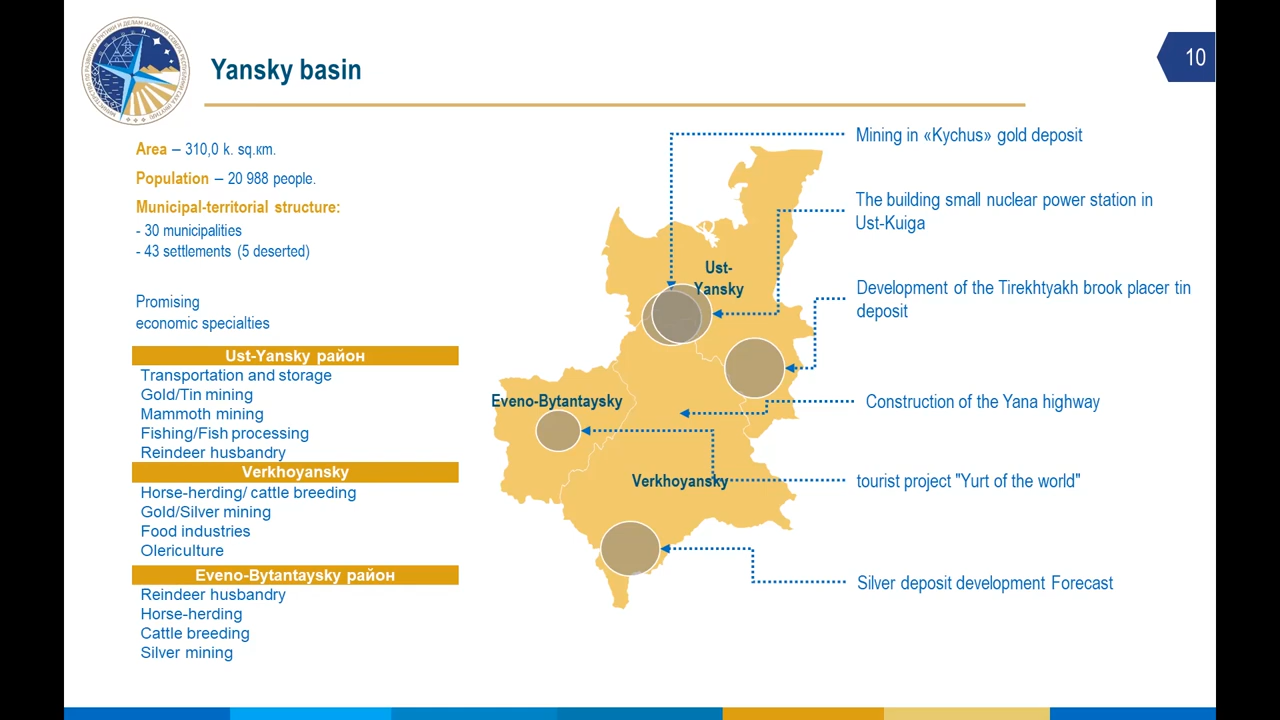 Yansky basin
10
Area – 310,0 k. sq.км.
Population – 20 988 people.
Municipal-territorial structure:
- 30 municipalities
- 43 settlements (5 deserted)
Promising
economic specialties
Ust-Yansky район
Transportation and storage
Gold/Tin mining
Mammoth mining
Fishing/Fish processing
Reindeer husbandry
Verkhoyansky
Horse-herding/ cattle breeding
Gold/Silver mining
Food industries
Olericulture
Eveno-Bytantaysky район
Reindeer husbandry
Horse-herding
Cattle breeding
Silver mining
Ust-
Yansky
Eveno-Bytantaysky
Verkhoyansky
Mining in «Kychus» gold deposit
The building small nuclear power station in
Ust-Kuiga
Development of the Tirekhtyakh brook placer tin
deposit
Construction of the Yana highway
tourist project "Yurt of the world"
Silver deposit development Forecast